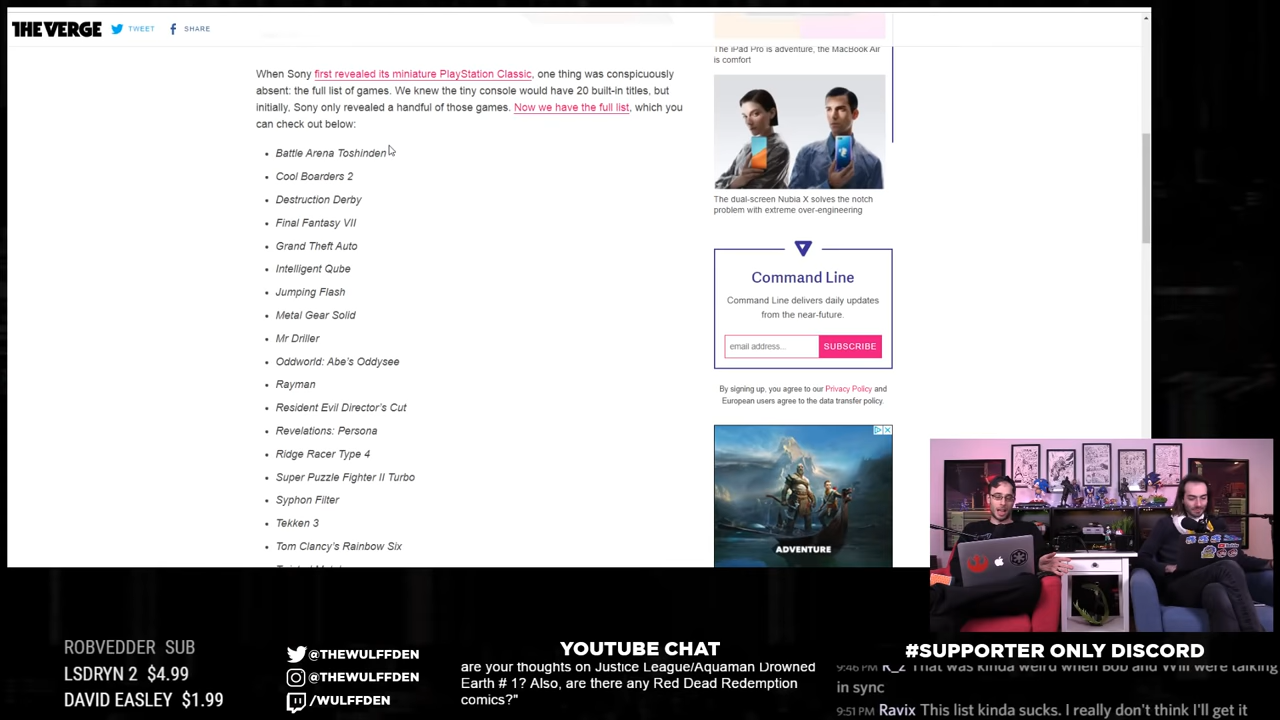 THE VERGE TWEET SHARE
When Sony first revealed its miniature PlayStation Classic, one thing was conspicuously
absent: the full list of games. We knew the tiny console would have 20 built-in titles, but
initially, Sony only revealed a handful of those games. Now we have the full list, which you
can check out below:
Battle Arena Toshinden
Cool Boarders 2
Destruction Derby
Final Fantasy VII
Grand Theft Auto
Intelligent Qube
Jumping Flash
Metal Gear Solid
Mr Driller
Oddworld: Abe's Oddysee
Rayman
Resident Evil Director's Cut
Revelations: Persona
Ridge Racer Type 4
Super Puzzle Fighter II Turbo
Syphon Filter
Tekken 3
Tom Clancy's Rainbow Six
The iPad Pro is adventure, the MacBook Air
is comfort
The dual-screen Nubia X solves the notch
problem with extreme over-engineering
Command Line
Command Line delivers daily updates
from the near-future.
email address... SUBSCRIBE
By signing up, you agree to our Privacy Policy and
European users agree to the data transfer policy.
ADVENTURE
ROBVEDDER SUB
LSDRYN 2 $4.99
DAVID EASLEY $1.99
@THEWULFFDEN
@THEWULFFDEN
/WULFFDEN
YOUTUBE CHAT
are your thoughts on Justice League/Aquaman Drowned
Earth # 1? Also, are there any Red Dead Redemption
comics?"
#SUPPORTER ONLY DISCORD
9:46 PM R_2 That was kinda weird when Bob and Will were talking
in sync
9:51 PM Ravix This list kinda sucks. I really don't think I'll get it